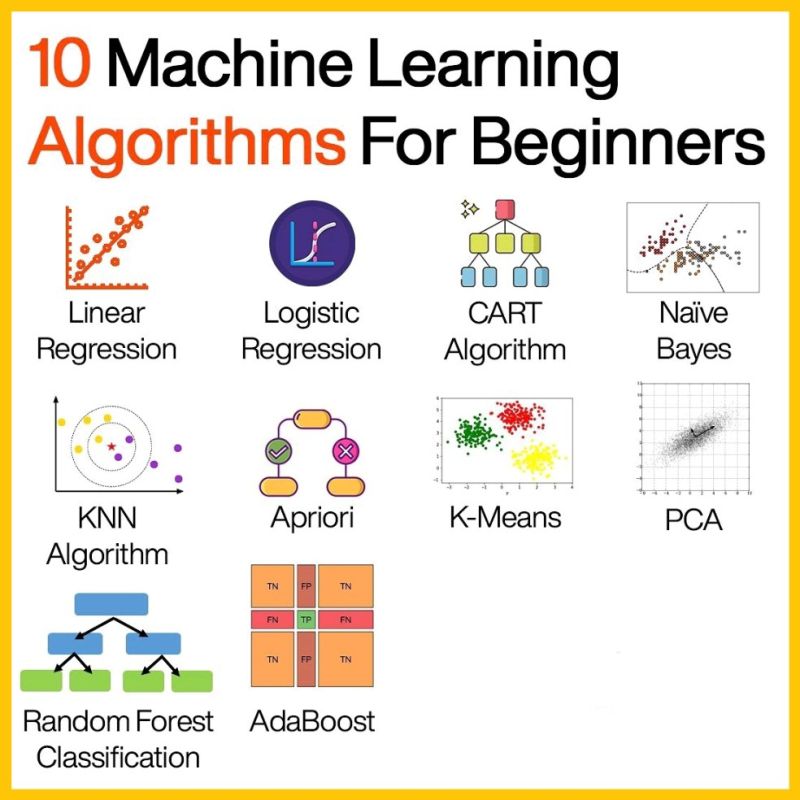 10 Machine Learning
Algorithms For Beginners
Linear
Regression
Logistic
Regression
CART
Algorithm
Naïve
Bayes
KNN
Algorithm
Apriori
K-Means
PCA
TN FP TN
FN TP FN
TN FP TN
Random Forest
Classification
AdaBoost